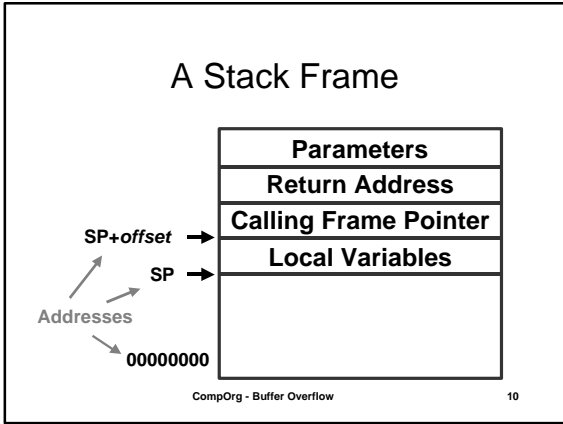 A Stack Frame
Parameters
Return Address
Calling Frame Pointer
SP+offset
Local Variables
SP
Addresses
00000000
CompOrg - Buffer Overflow
10